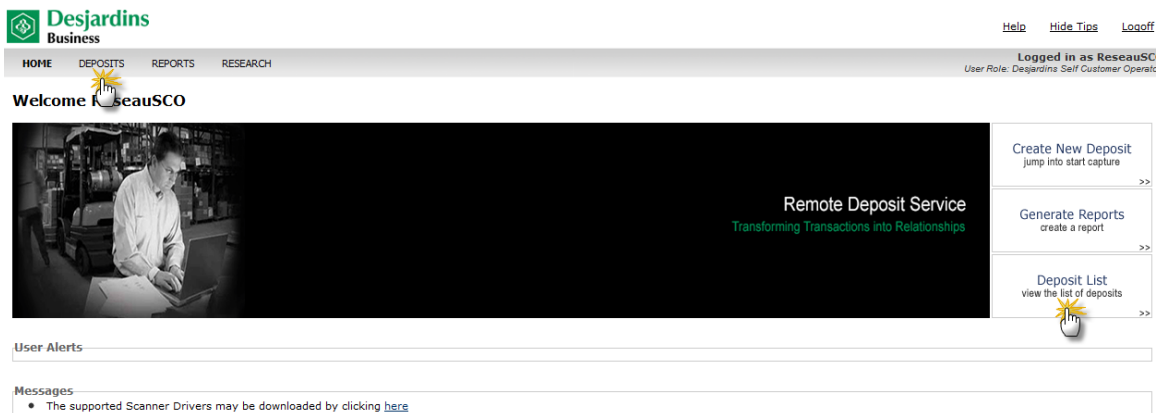 Desjardins
Business
Help Hide Tips Logoff
HOME DEPOSITS REPORTS RESEARCH
Logged in as ReseauSC
User Role: Desjardins Self Customer Operato
Welcome ReseauSCO
Create New Deposit
jump into start capture
>>
Remote Deposit Service
Transforming Transactions into Relationships
Generate Reports
create a report
>>
Deposit List
view the list of deposits
>>
User Alerts
Messages
• The supported Scanner Drivers may be downloaded by clicking here